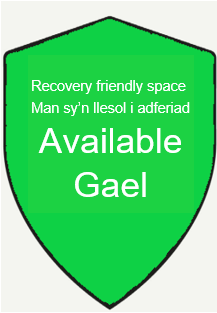 Recovery friendly space
Man sy'n llesol i adferiad
Available
Gael